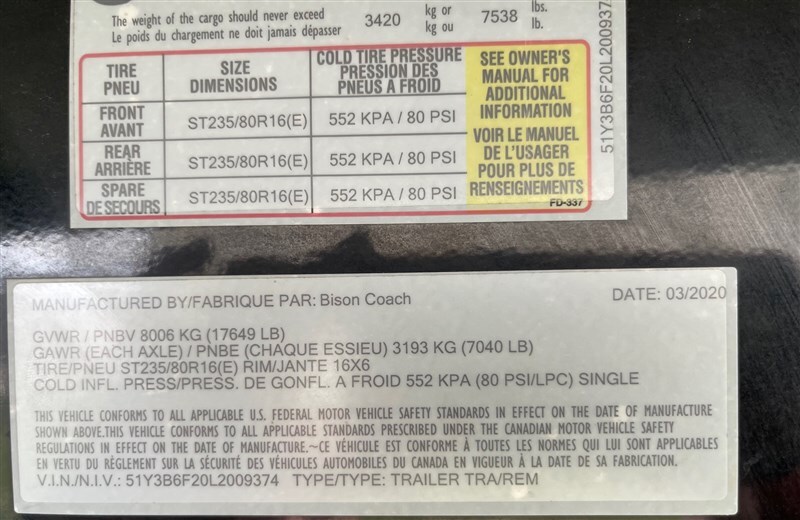 The weight of the cargo should never exceed 3420 kg or 7538 lbs.
Le poids du chargement ne doit jamais dépasser kg ou lb.
TIRE PNEU
SIZE DIMENSIONS
COLD TIRE PRESSURE
PRESSION DES
PNEUS A FROID
SEE OWNER'S
MANUAL FOR
ADDITIONAL
INFORMATION
VOIR LE MANUEL
DE L'USAGER
POUR PLUS DE
RENSEIGNEMENTS
FRONT AVANT ST235/80R16(E) 552 KPA / 80 PSI
REAR ARRIÈRE ST235/80R16(E) 552 KPA / 80 PSI
SPARE DE SECOURS ST235/80R16(E) 552 KPA / 80 PSI
FD-337
MANUFACTURED BY/FABRIQUE PAR: Bison Coach DATE: 03/2020
GVWR / PNBV 8006 KG (17649 LB)
GAWR (EACH AXLE) / PNBE (CHAQUE ESSIEU) 3193 KG (7040 LB)
TIRE/PNEU ST235/80R16(E) RIM/JANTE 16X6
COLD INFL. PRESS/PRESS. DE GONFL. A FROID 552 KPA (80 PSI/LPC) SINGLE
THIS VEHICLE CONFORMS TO ALL APPLICABLE U.S. FEDERAL MOTOR VEHICLE SAFETY STANDARDS IN EFFECT ON THE DATE OF MANUFACTURE
SHOWN ABOVE.THIS VEHICLE CONFORMS TO ALL APPLICABLE STANDARDS PRESCRIBED UNDER THE CANADIAN MOTOR VEHICLE SAFETY
REGULATIONS IN EFFECT ON THE DATE OF MANUFACTURE.~CE VÉHICULE EST CONFORME À TOUTES LES NORMES QUI LUI SONT APPLICABLES
EN VERTU DU RÈGLEMENT SUR LA SÉCURITÉ DES VÉHICULES AUTOMOBILES DU CANADA EN VIGUEUR À LA DATE DE SA FABRICATION.
V.I.N./N.I.V.: 51Y3B6F20L2009374 TYPE/TYPE: TRAILER TRA/REM